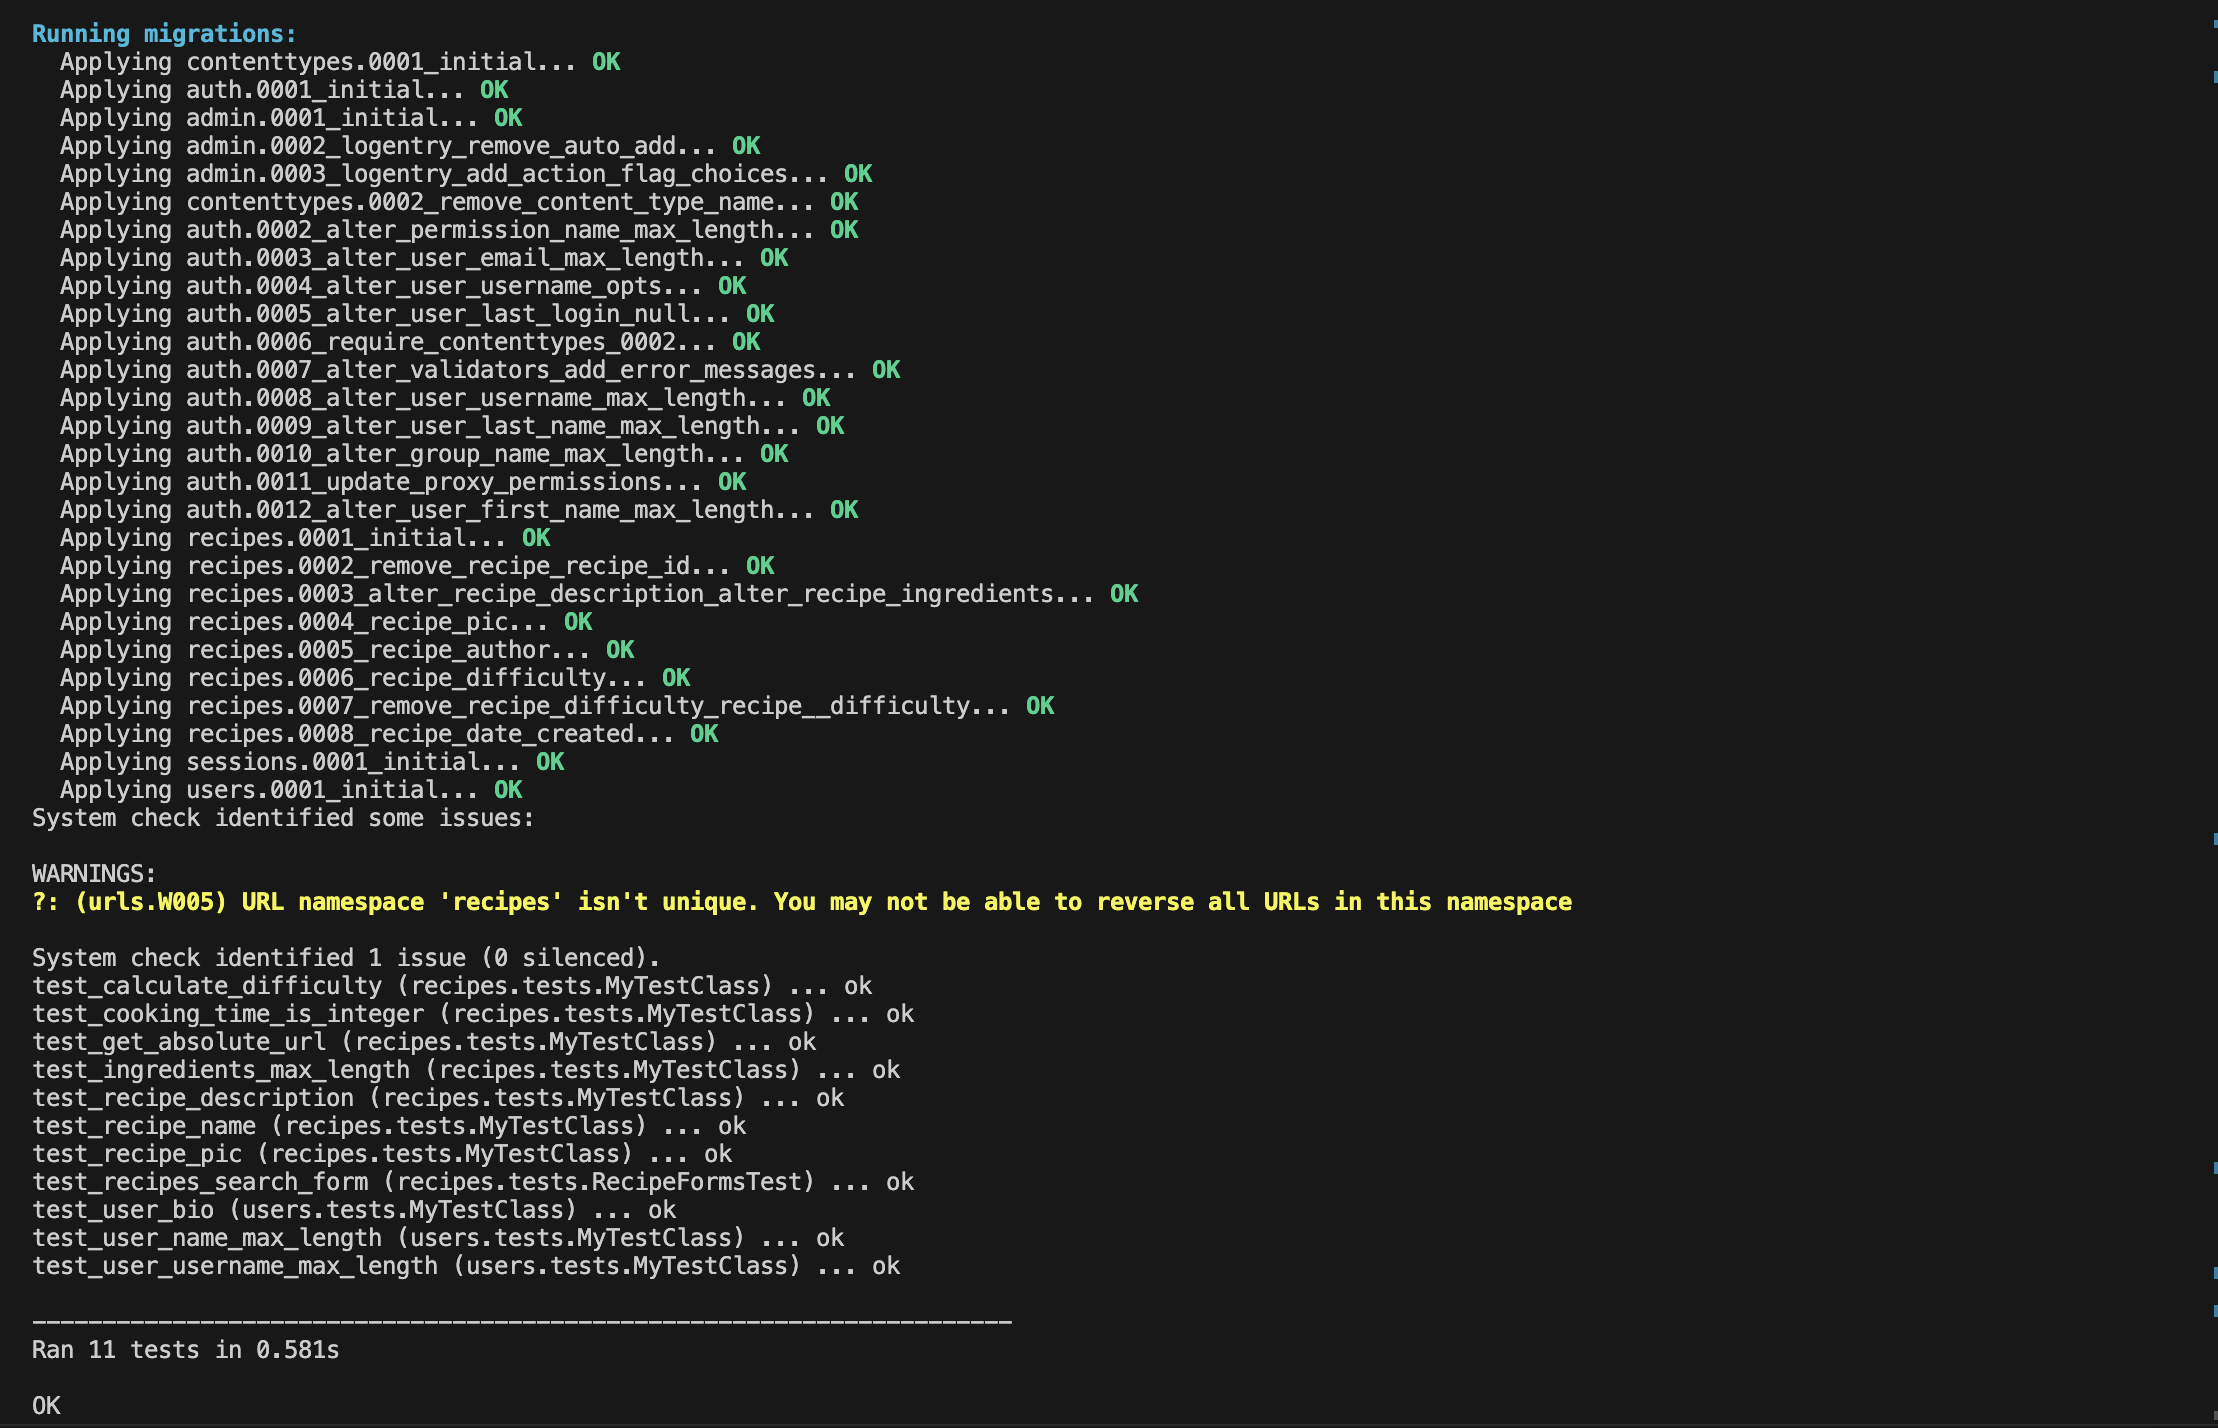 Running migrations:
  Applying contenttypes.0001_initial... OK
  Applying auth.0001_initial... OK
  Applying admin.0001_initial... OK
  Applying admin.0002_logentry_remove_auto_add... OK
  Applying admin.0003_logentry_add_action_flag_choices... OK
  Applying contenttypes.0002_remove_content_type_name... OK
  Applying auth.0002_alter_permission_name_max_length... OK
  Applying auth.0003_alter_user_email_max_length... OK
  Applying auth.0004_alter_user_username_opts... OK
  Applying auth.0005_alter_user_last_login_null... OK
  Applying auth.0006_require_contenttypes_0002... OK
  Applying auth.0007_alter_validators_add_error_messages... OK
  Applying auth.0008_alter_user_username_max_length... OK
  Applying auth.0009_alter_user_last_name_max_length... OK
  Applying auth.0010_alter_group_name_max_length... OK
  Applying auth.0011_update_proxy_permissions... OK
  Applying auth.0012_alter_user_first_name_max_length... OK
  Applying recipes.0001_initial... OK
  Applying recipes.0002_remove_recipe_recipe_id... OK
  Applying recipes.0003_alter_recipe_description_alter_recipe_ingredients... OK
  Applying recipes.0004_recipe_pic... OK
  Applying recipes.0005_recipe_author... OK
  Applying recipes.0006_recipe_difficulty... OK
  Applying recipes.0007_remove_recipe_difficulty_recipe__difficulty... OK
  Applying recipes.0008_recipe_date_created... OK
  Applying sessions.0001_initial... OK
  Applying users.0001_initial... OK
System check identified some issues:

WARNINGS:
?: (urls.W005) URL namespace 'recipes' isn't unique. You may not be able to reverse all URLs in this namespace

System check identified 1 issue (0 silenced).
test_calculate_difficulty (recipes.tests.MyTestClass) ... ok
test_cooking_time_is_integer (recipes.tests.MyTestClass) ... ok
test_get_absolute_url (recipes.tests.MyTestClass) ... ok
test_ingredients_max_length (recipes.tests.MyTestClass) ... ok
test_recipe_description (recipes.tests.MyTestClass) ... ok
test_recipe_name (recipes.tests.MyTestClass) ... ok
test_recipe_pic (recipes.tests.MyTestClass) ... ok
test_recipes_search_form (recipes.tests.RecipeFormsTest) ... ok
test_user_bio (users.tests.MyTestClass) ... ok
test_user_name_max_length (users.tests.MyTestClass) ... ok
test_user_username_max_length (users.tests.MyTestClass) ... ok

----------------------------------------------------------------------
Ran 11 tests in 0.581s

OK